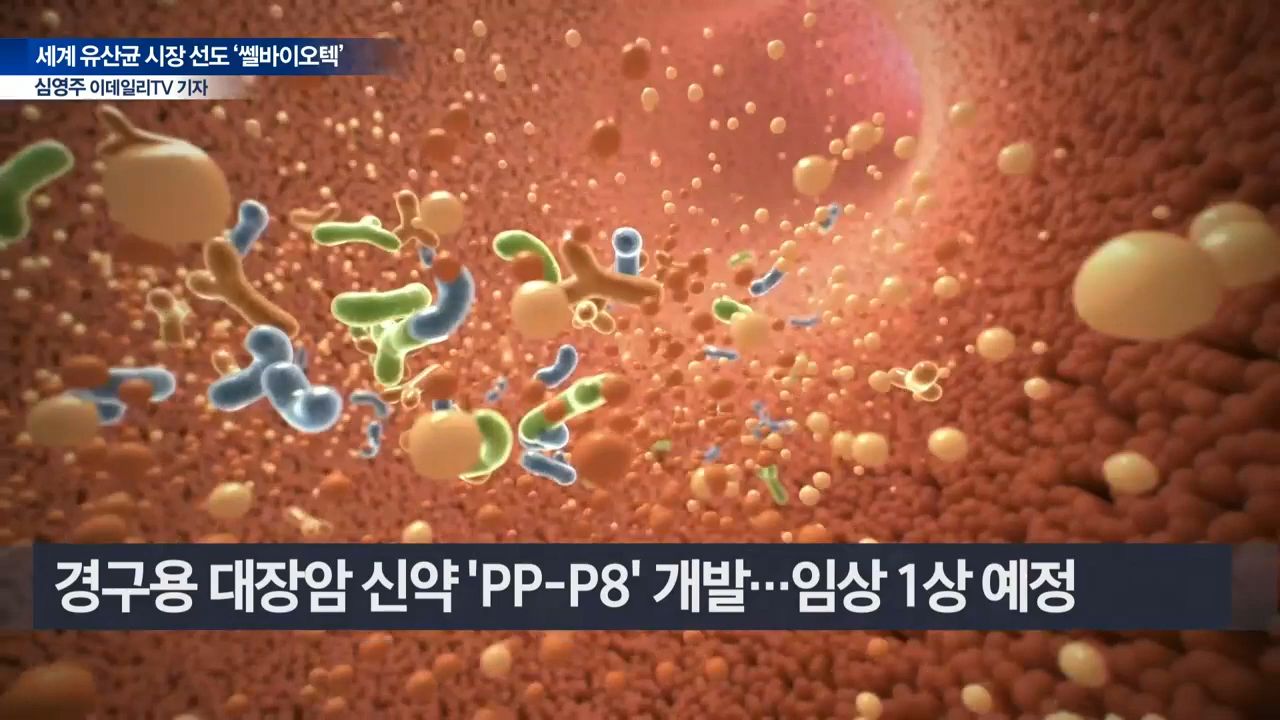 세계 유산균 시장 선도 ‘쎌바이오텍’
심영주 이데일리TV 기자
경구용 대장암 신약 'PP-P8' 개발…임상 1상 예정